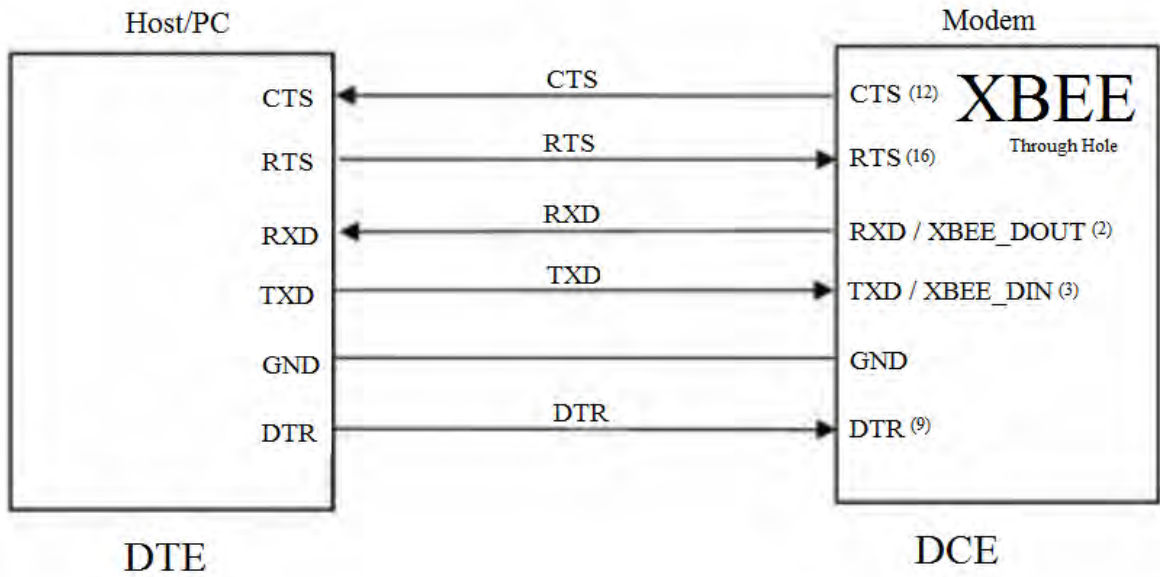 Host/PC
Modem
CTS
CTS
CTS (12)
XBEE
Through Hole
RTS
RTS
RTS (16)
RXD
RXD
RXD / XBEE_DOUT (2)
TXD
TXD
TXD / XBEE_DIN (3)
GND
GND
DTR
DTR
DTR (9)
DTE
DCE